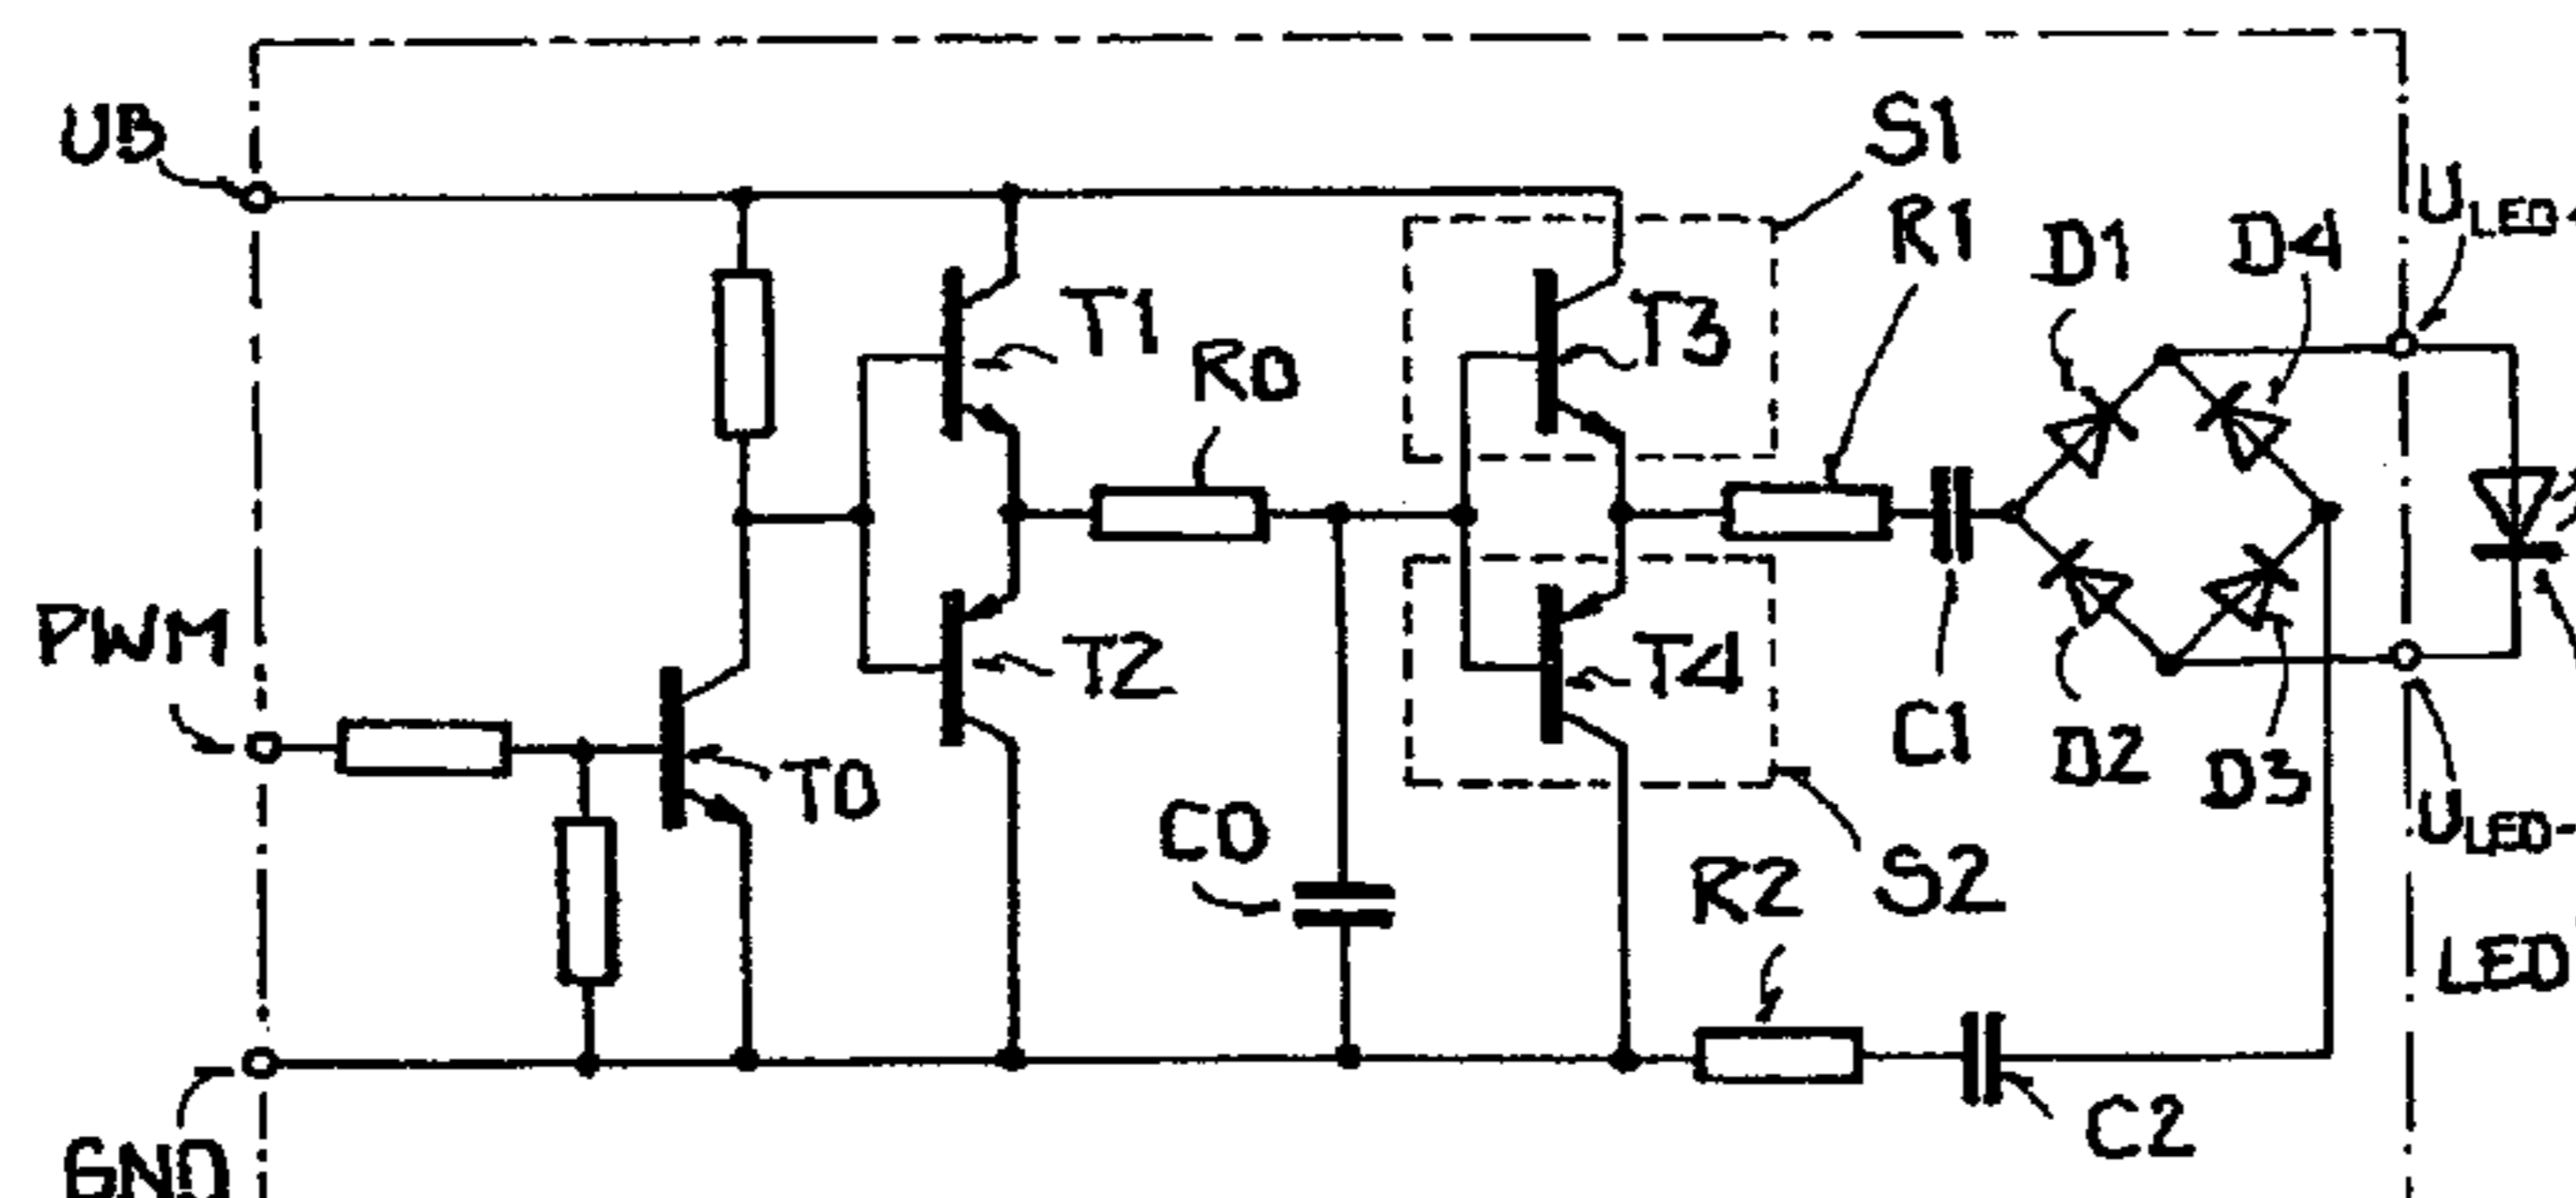 UB
S1
R1
D1
D4
ULED
T1
R0
T3
PWM
T2
T4
C1
D2
D3
T0
C0
R2
S2
ULED-
LED
C2
GND